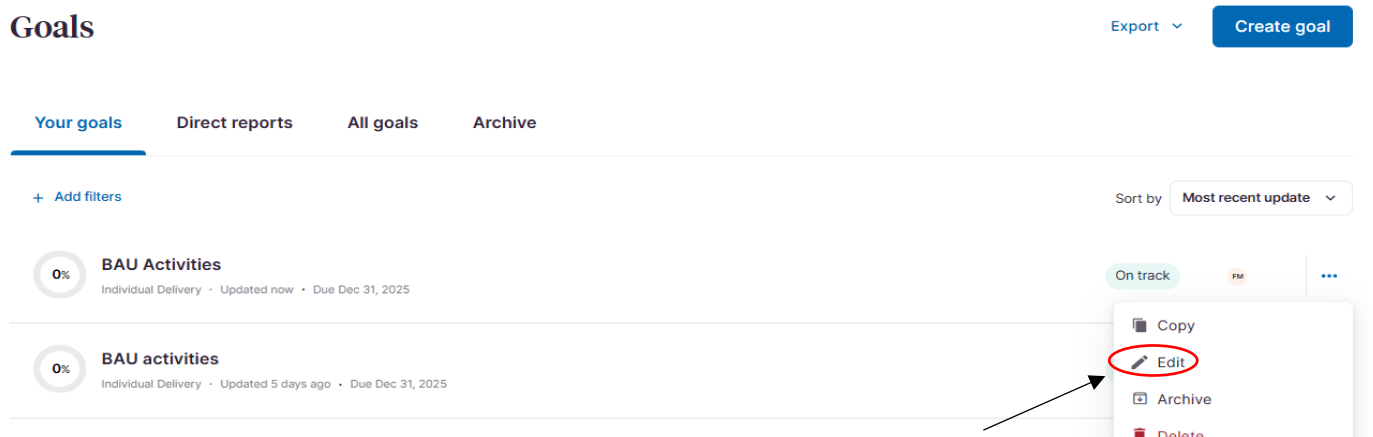 Goals
Export
Create goal
Your goals Direct reports All goals Archive
+ Add filters
Sort by Most recent update
0% BAU Activities
Individual Delivery · Updated now · Due Dec 31, 2025
On track FM
Copy
Edit
Archive
Delete
0% BAU activities
Individual Delivery · Updated 5 days ago · Due Dec 31, 2025